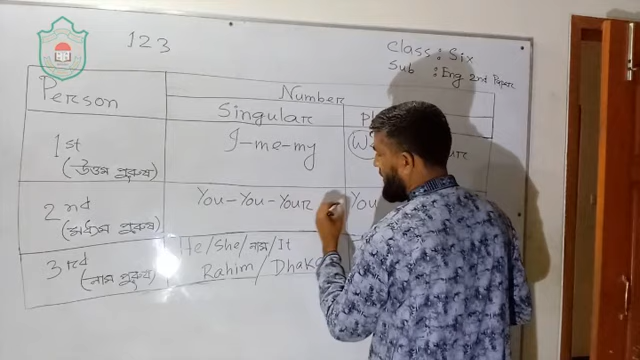 123
Class : Six
Sub : Eng. 2nd Paper
Person
Number
Singular
1st
(উত্তম পুরুষ)
I-me-my
2nd
(মধ্যম পুরুষ)
You-You-Your
You
3rd
(নাম পুরুষ)
He/She/নাম/It
Rahim/Dhaka